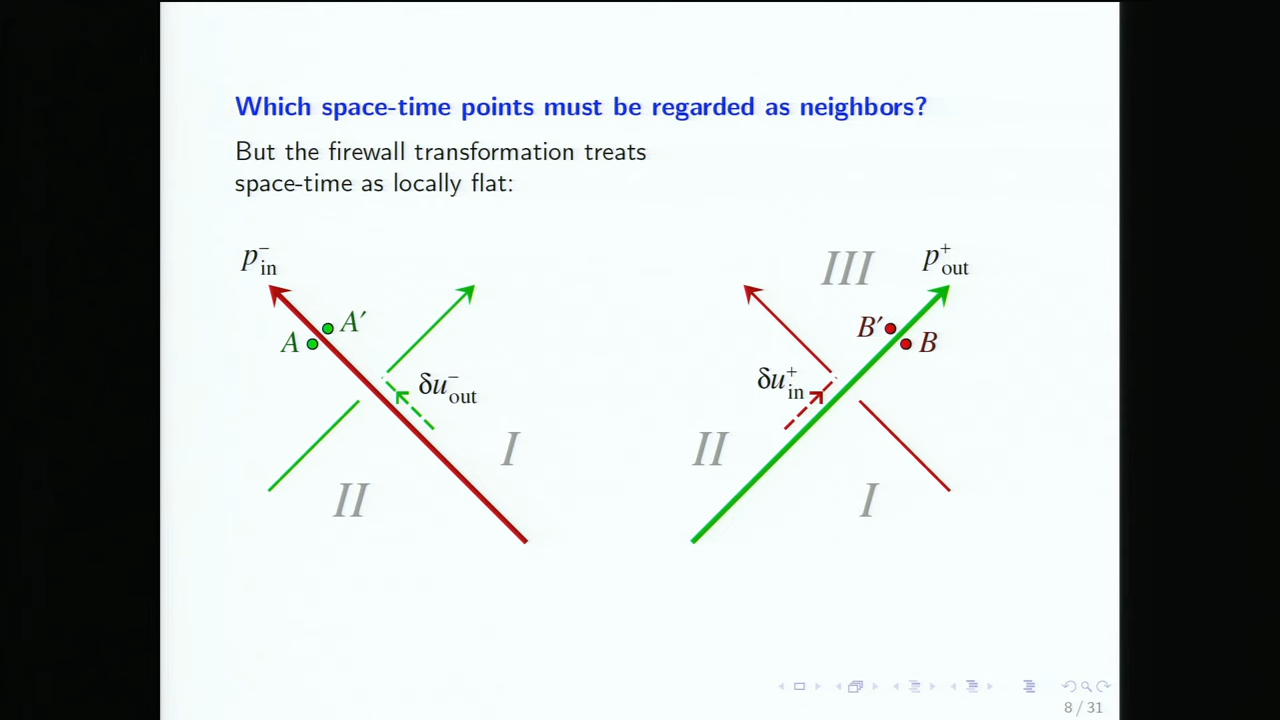 Which space-time points must be regarded as neighbors?
But the firewall transformation treats
space-time as locally flat:
p⁻in
III
p⁺out
A A′
B′ B
δu⁻out
δu⁺in
I
II
II
I
8 / 31